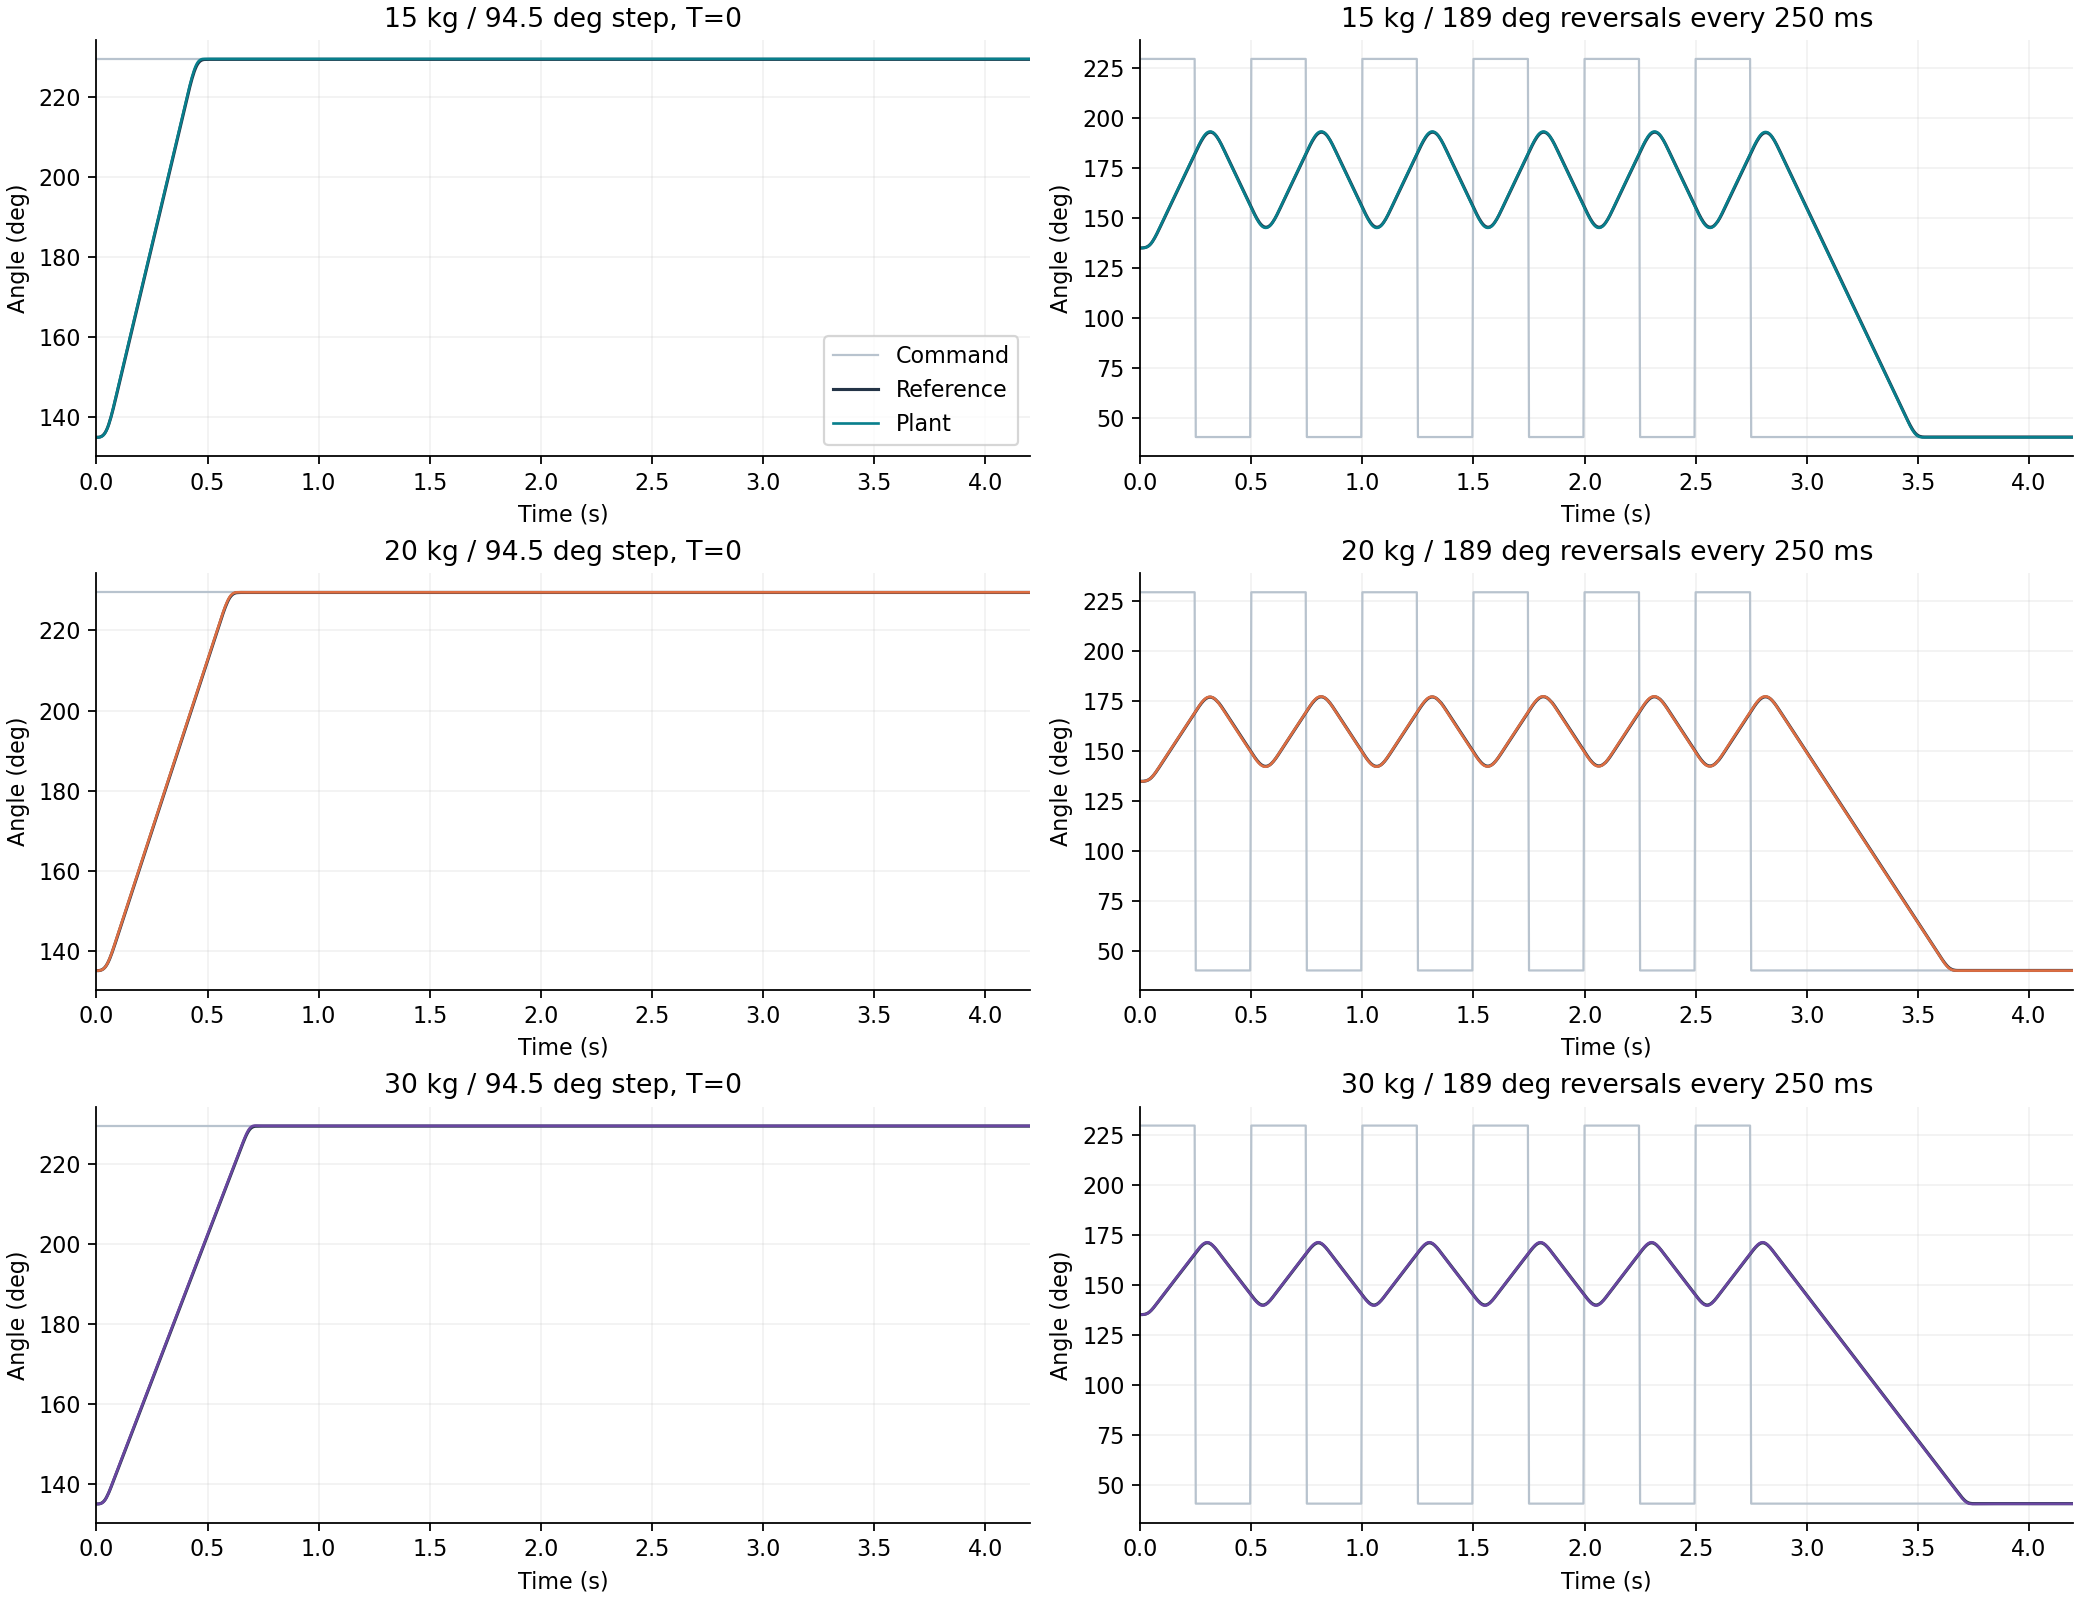 15 kg / 94.5 deg step, T=0
Angle (deg)
220
200
180
160
140
Command
Reference
Plant
0.0 0.5 1.0 1.5 2.0 2.5 3.0 3.5 4.0
Time (s)
15 kg / 189 deg reversals every 250 ms
Angle (deg)
225
200
175
150
125
100
75
50
0.0 0.5 1.0 1.5 2.0 2.5 3.0 3.5 4.0
Time (s)
20 kg / 94.5 deg step, T=0
Angle (deg)
220
200
180
160
140
0.0 0.5 1.0 1.5 2.0 2.5 3.0 3.5 4.0
Time (s)
20 kg / 189 deg reversals every 250 ms
Angle (deg)
225
200
175
150
125
100
75
50
0.0 0.5 1.0 1.5 2.0 2.5 3.0 3.5 4.0
Time (s)
30 kg / 94.5 deg step, T=0
Angle (deg)
220
200
180
160
140
0.0 0.5 1.0 1.5 2.0 2.5 3.0 3.5 4.0
Time (s)
30 kg / 189 deg reversals every 250 ms
Angle (deg)
225
200
175
150
125
100
75
50
0.0 0.5 1.0 1.5 2.0 2.5 3.0 3.5 4.0
Time (s)